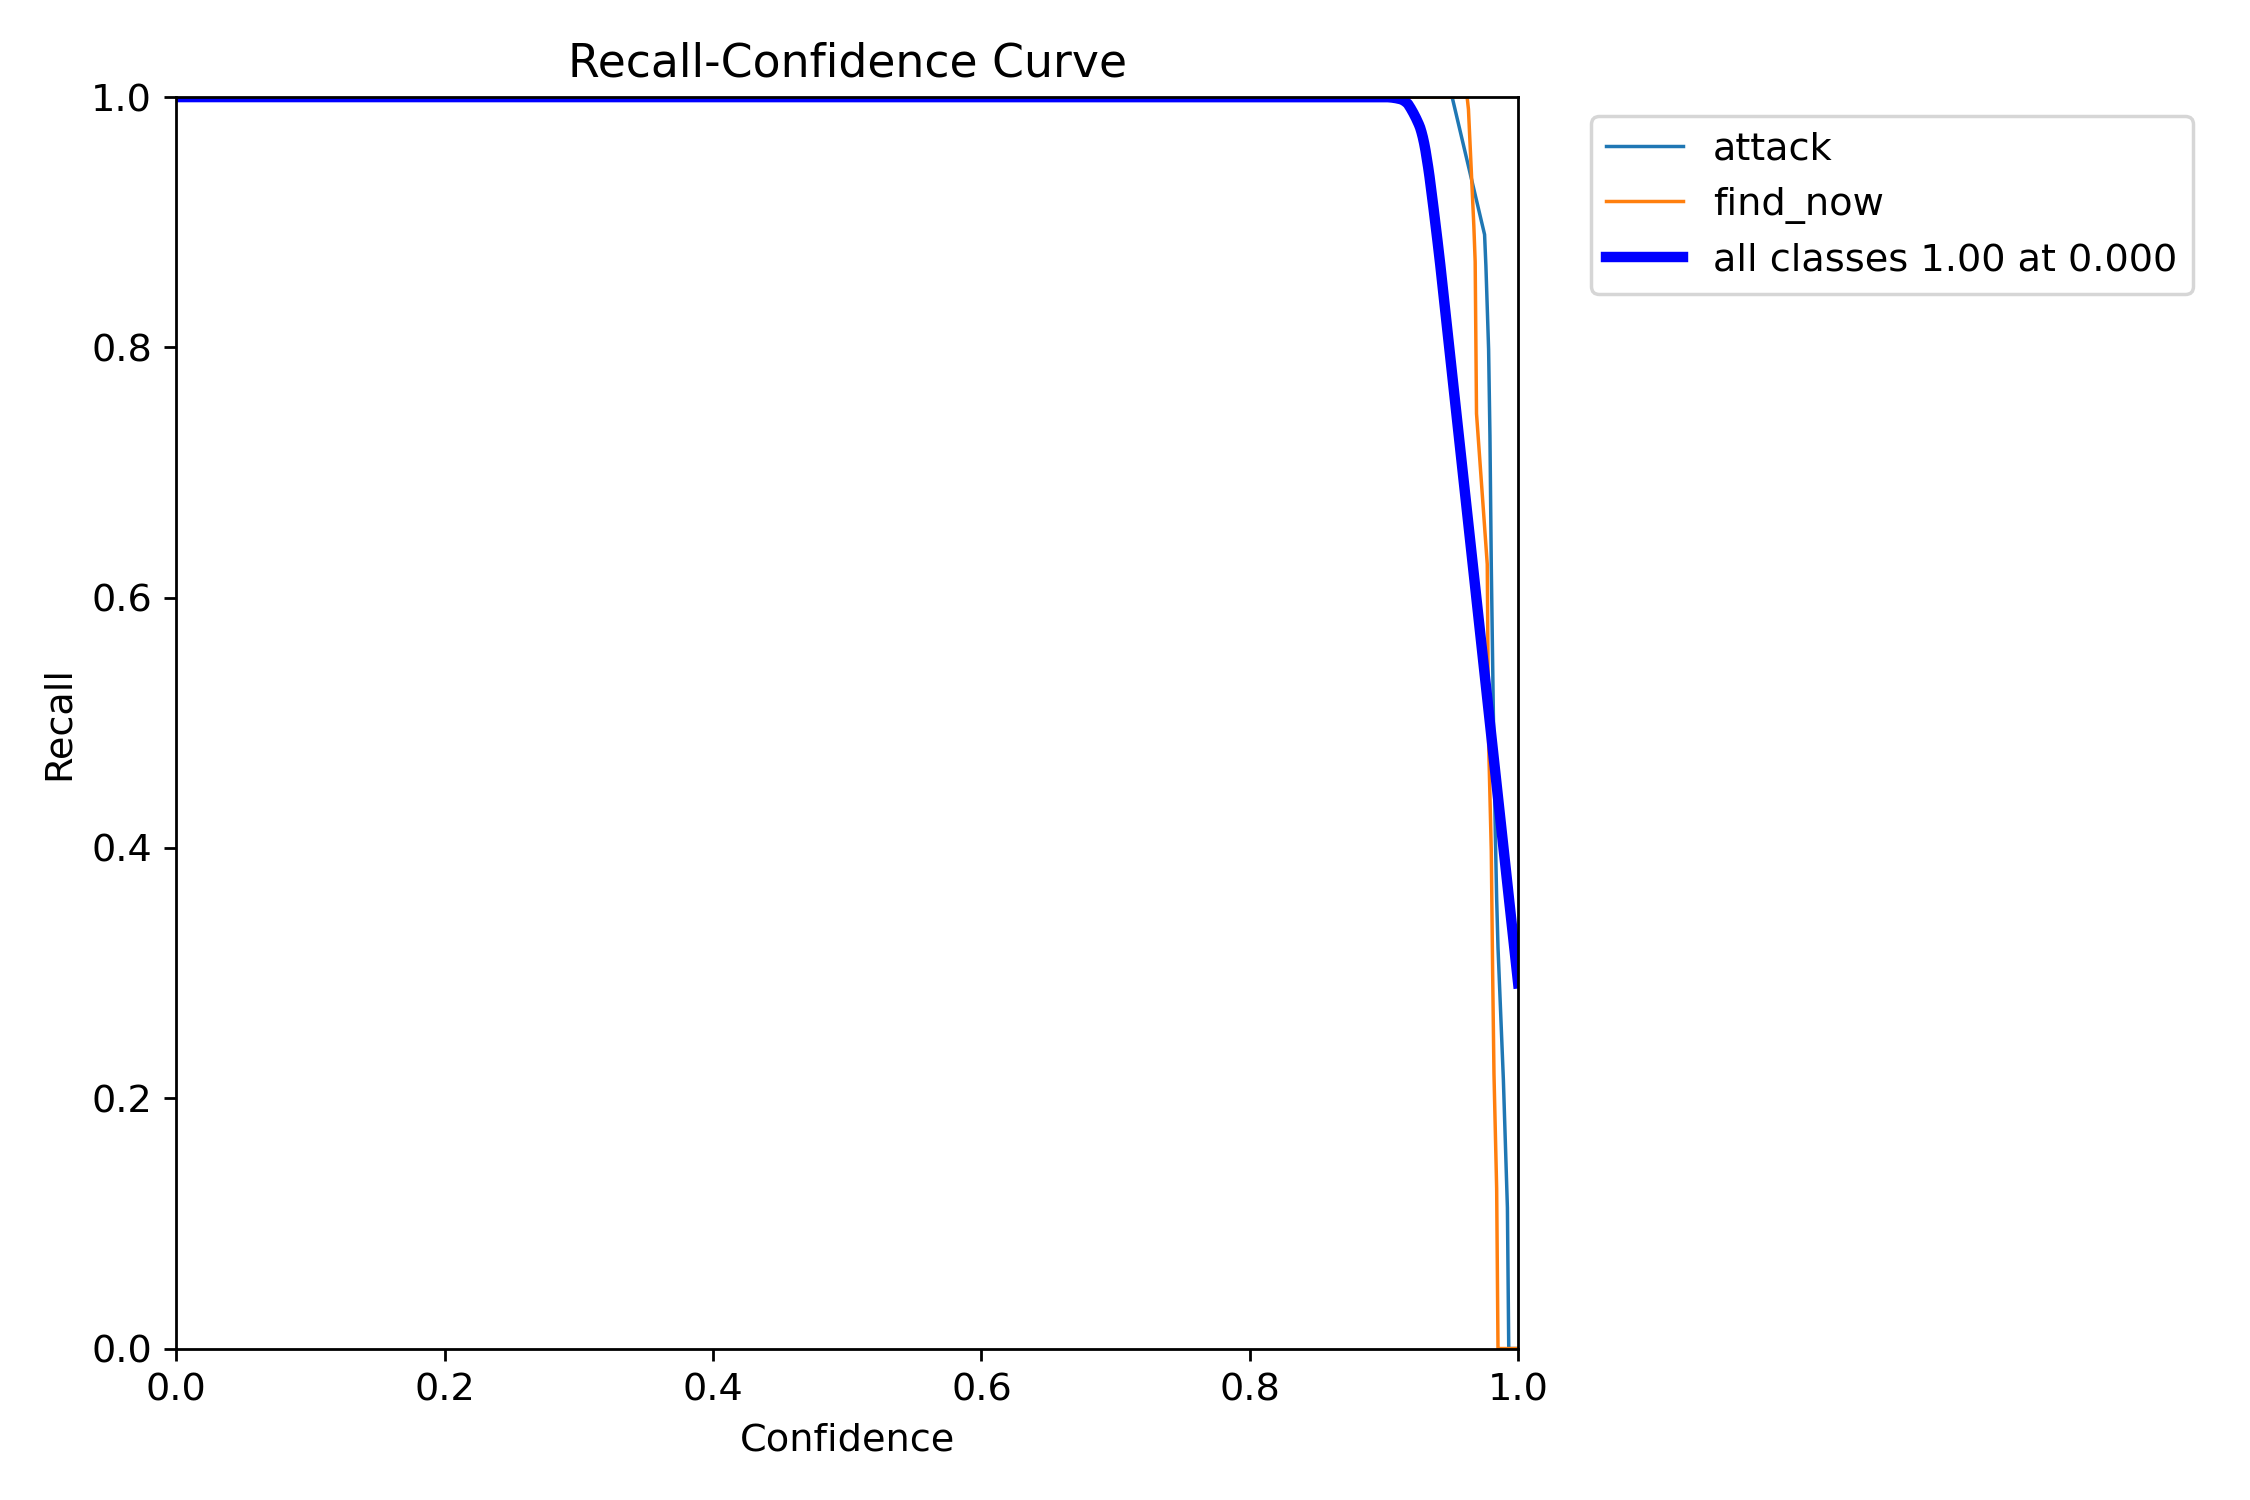 Recall-Confidence Curve
1.0
0.8
0.6
0.4
0.2
0.0
Recall
0.0 0.2 0.4 0.6 0.8 1.0
Confidence
attack
find_now
all classes 1.00 at 0.000